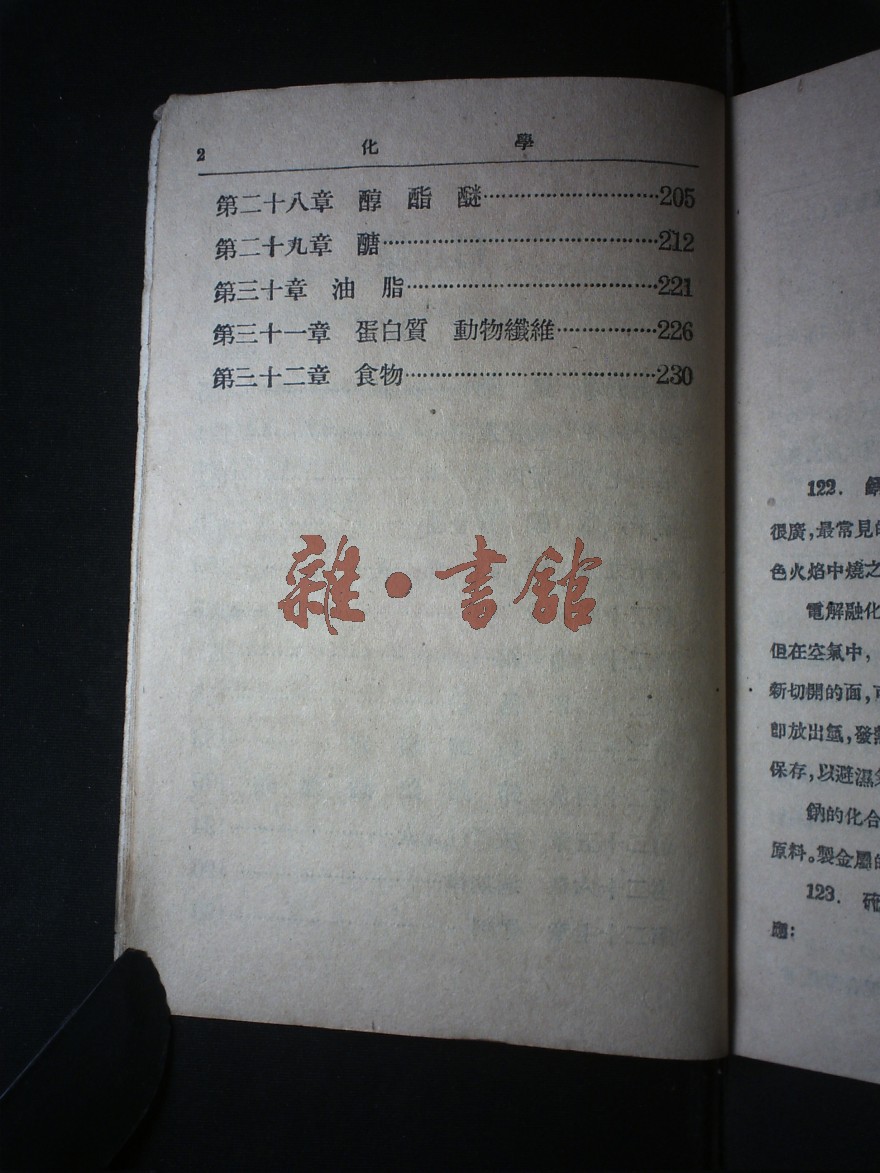 2 化 學
第二十八章 醇 酯 醚…………………………205
第二十九章 醣……………………………………212
第三十章 油 脂…………………………………221
第三十一章 蛋白質 動物纖維……………226
第三十二章 食物…………………………………230
雜·書館
122.
很廣,最常見
色火焰中燒之
電解融化
但在空氣中,
新切開的面,
即放出氫,發
保存,以避濕
鈉的化合
原料。製金屬
123.
應: